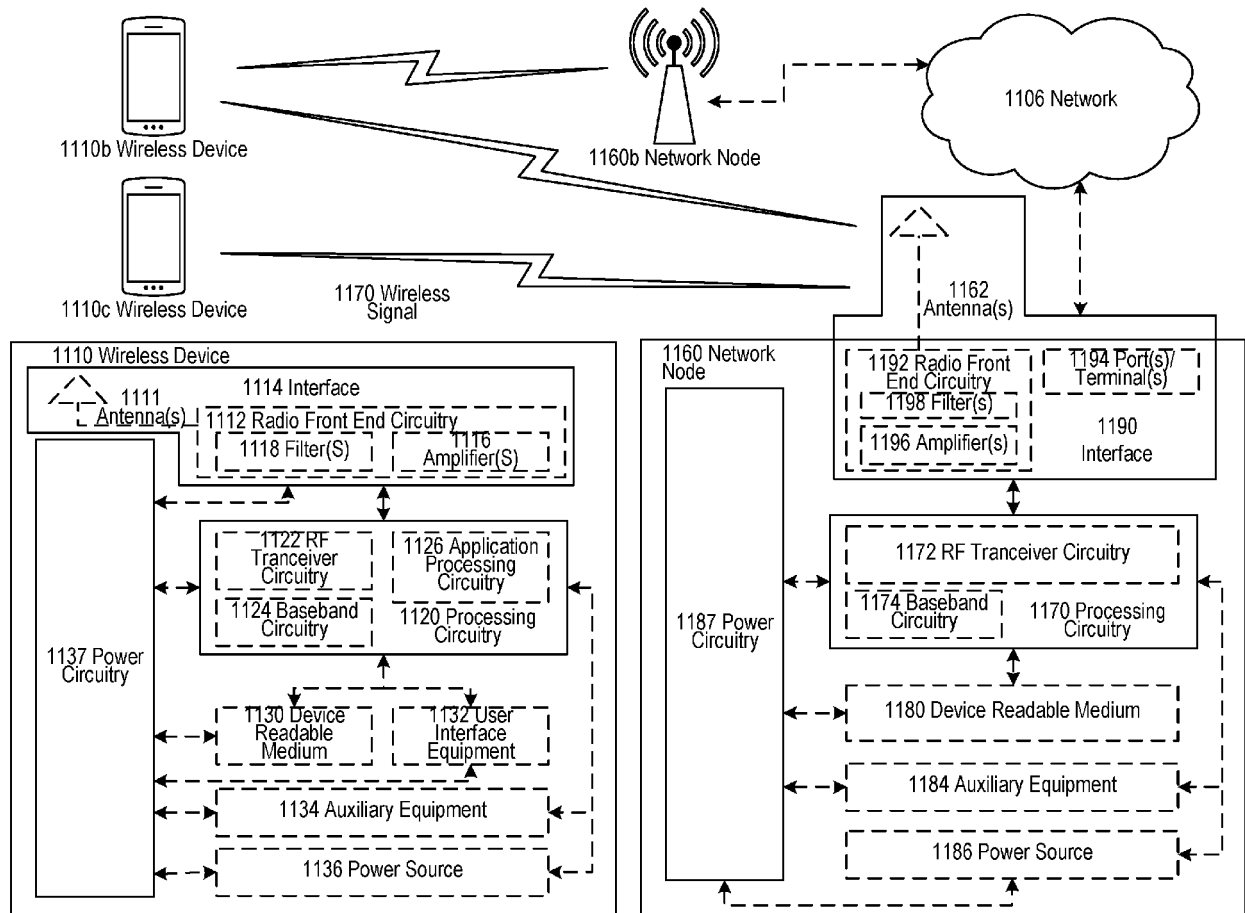 1110b Wireless Device
1160b Network Node
1106 Network
1110c Wireless Device
1170 Wireless
Signal
1162
Antenna(s)
1110 Wireless Device
1114 Interface
1111
Antenna(s)
1112 Radio Front End Circuitry
1118 Filter(S)
1116
Amplifier(S)
1122 RF
Tranceiver
Circuitry
1126 Application
Processing
Circuitry
1124 Baseband
Circuitry
1120 Processing
Circuitry
1137 Power
Circuitry
1130 Device
Readable
Medium
1132 User
Interface
Equipment
1134 Auxiliary Equipment
1136 Power Source
1160 Network
Node
1192 Radio Front
End Circuitry
1198 Filter(s)
1196 Amplifier(s)
1194 Port(s)/
Terminal(s)
1190
Interface
1172 RF Tranceiver Circuitry
1174 Baseband
Circuitry
1170 Processing
Circuitry
1187 Power
Circuitry
1180 Device Readable Medium
1184 Auxiliary Equipment
1186 Power Source